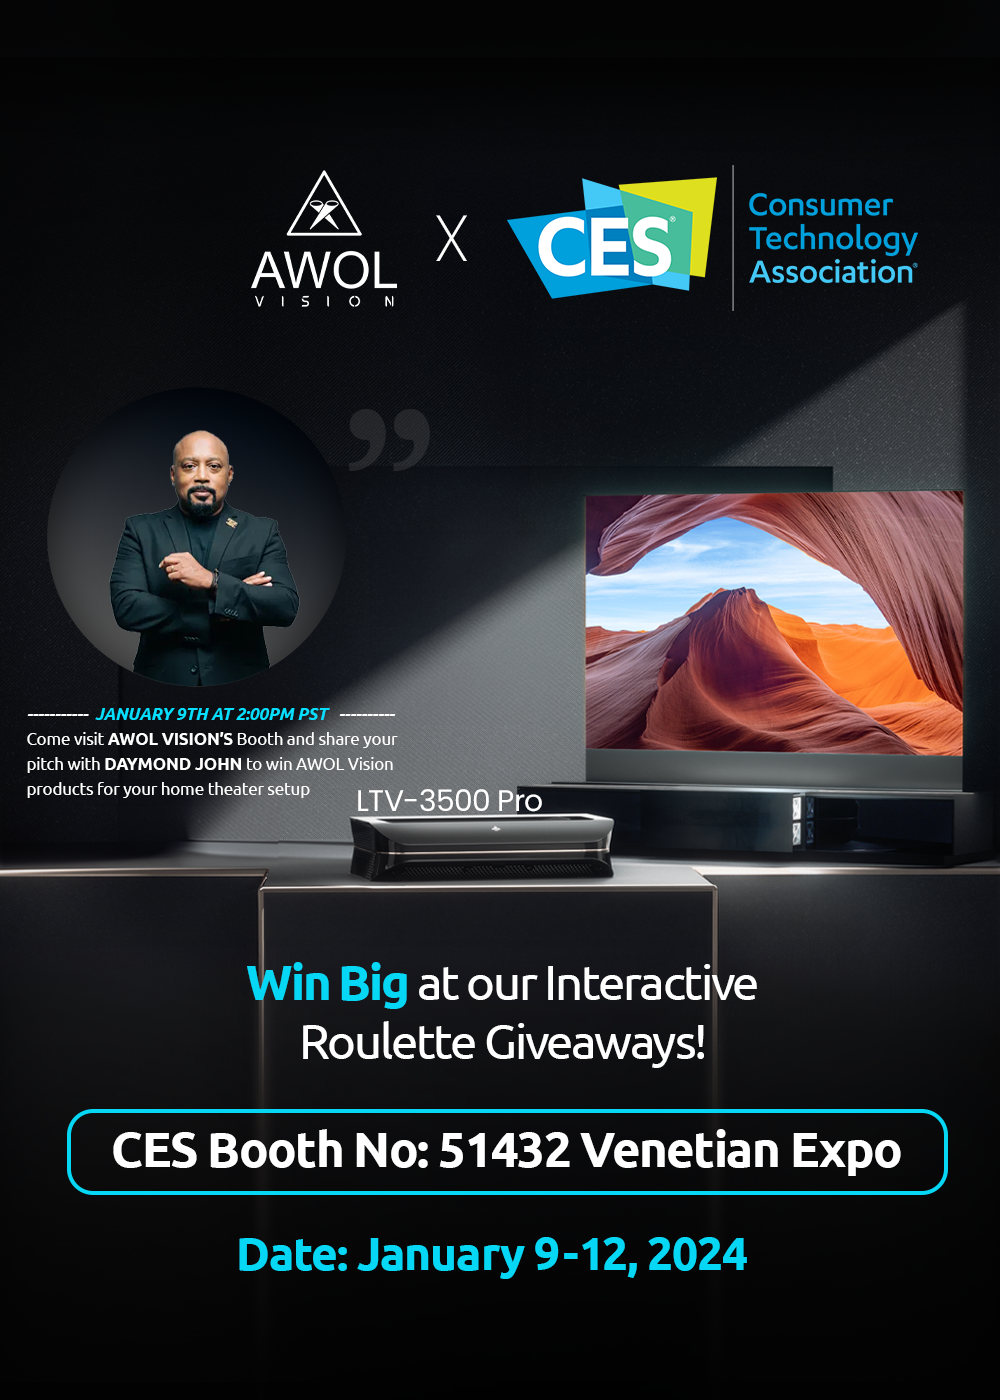 AWOL
VISION
X
CES®
Consumer
Technology
Association®
”
----------- JANUARY 9TH AT 2:00PM PST ----------
Come visit AWOL VISION'S Booth and share your
pitch with DAYMOND JOHN to win AWOL Vision
products for your home theater setup
LTV-3500 Pro
Win Big at our Interactive
Roulette Giveaways!
CES Booth No: 51432 Venetian Expo
Date: January 9-12, 2024